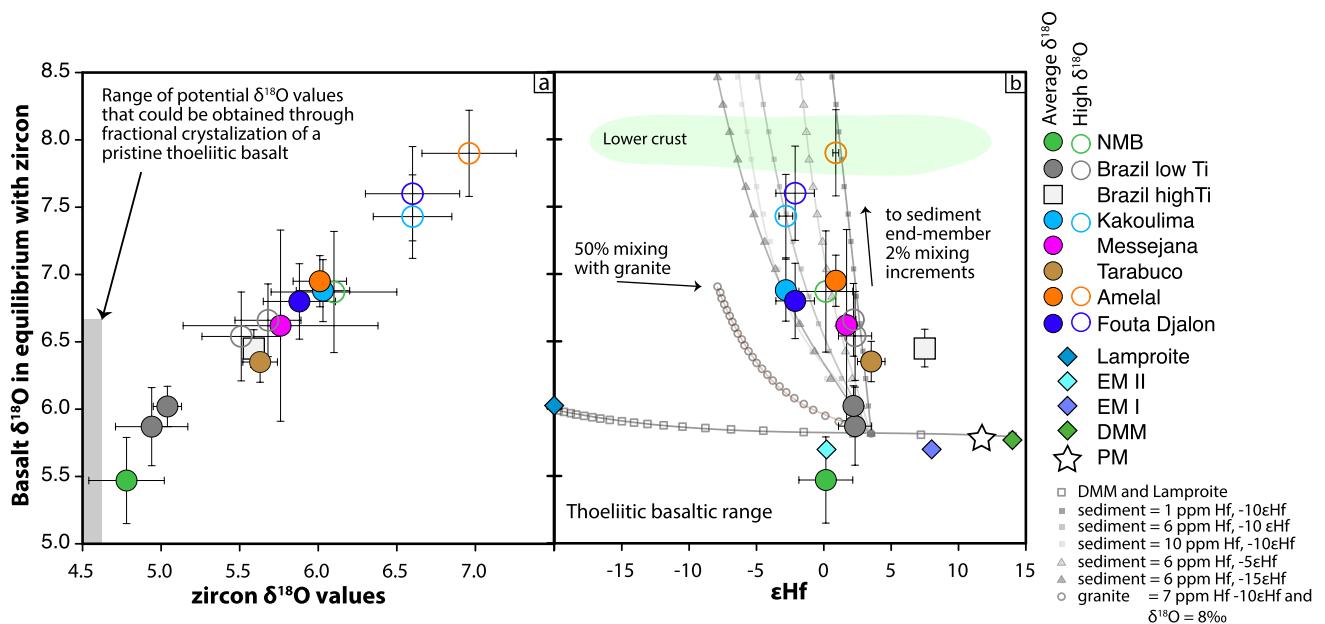 Basalt δ18O in equilibrium with zircon
8.5
8.0
7.5
7.0
6.5
6.0
5.5
5.0
a
Range of potential δ18O values
that could be obtained through
fractional crystalization of a
pristine thoeliitic basalt
4.5
5.0
5.5
6.0
6.5
7.0
zircon δ18O values
b
Lower crust
to sediment
end-member
2% mixing
increments
50% mixing
with granite
Thoeliitic basaltic range
-15
-10
-5
0
5
10
15
εHf
Average δ18O
High δ18O
NMB
Brazil low Ti
Brazil highTi
Kakoulima
Messejana
Tarabuco
Amelal
Fouta Djalon
Lamproite
EM II
EM I
DMM
PM
DMM and Lamproite
sediment = 1 ppm Hf, -10εHf
sediment = 6 ppm Hf, -10 εHf
sediment = 10 ppm Hf, -10εHf
sediment = 6 ppm Hf, -5εHf
sediment = 6 ppm Hf, -15εHf
granite = 7 ppm Hf -10εHf and
δ18O = 8‰